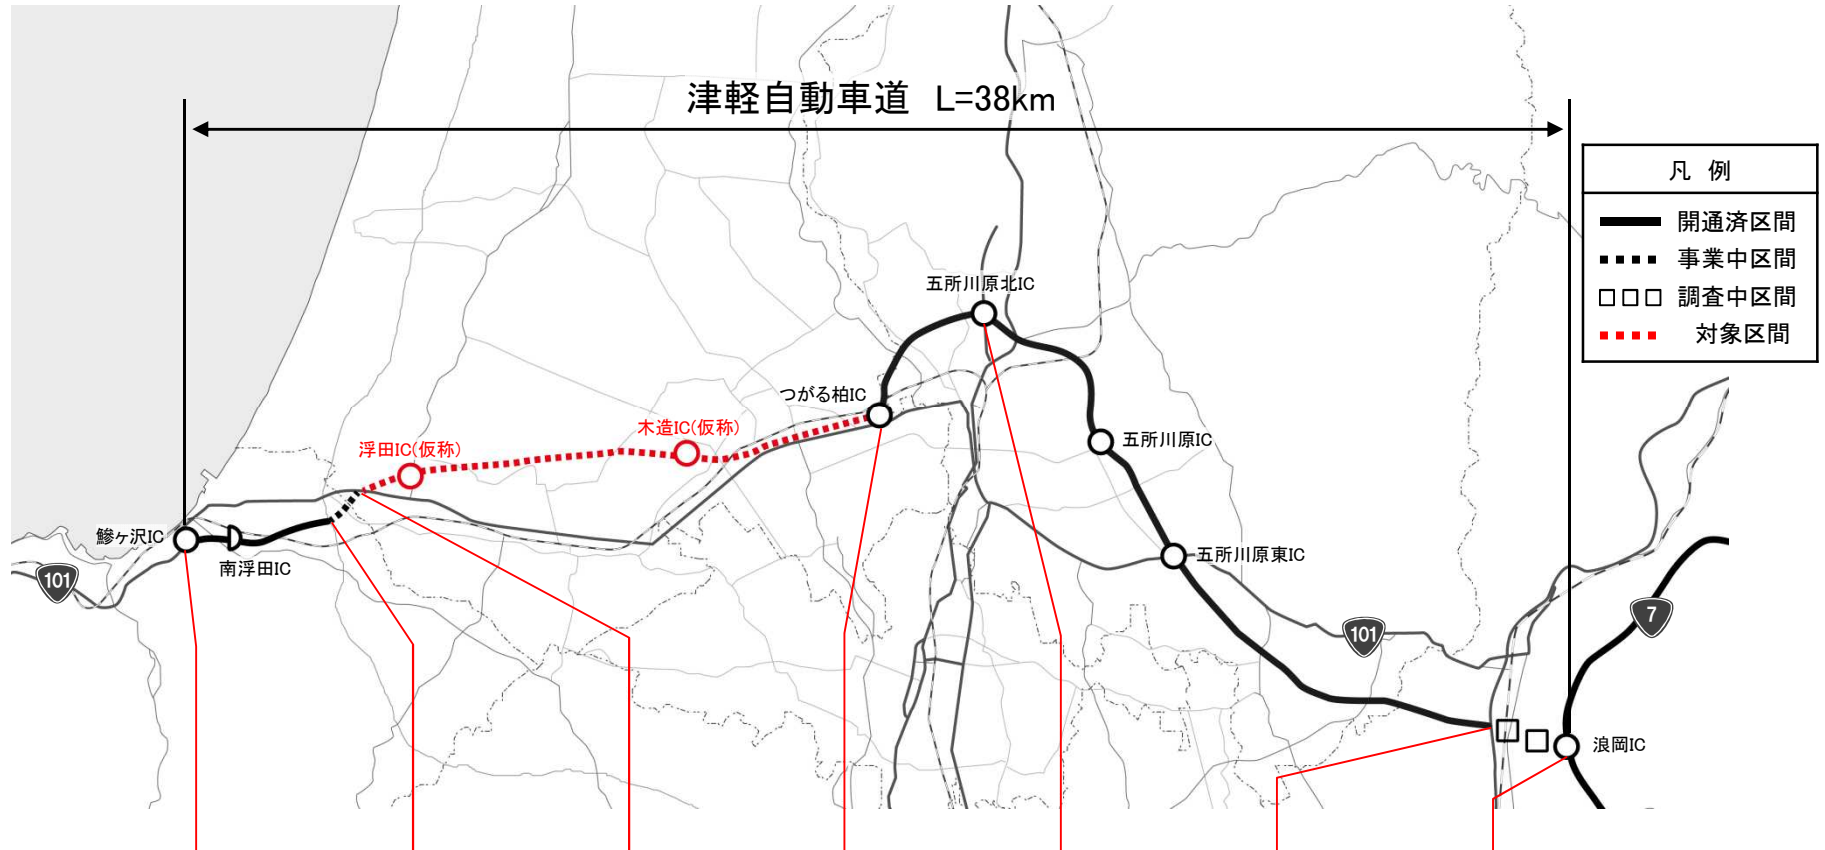 津軽自動車道 L=38km
凡 例
開通済区間
事業中区間
調査中区間
対象区間
五所川原北IC
つがる柏IC
木造IC(仮称)
浮田IC(仮称)
五所川原IC
鰺ヶ沢IC
南浮田IC
五所川原東IC
101
7
101
浪岡IC